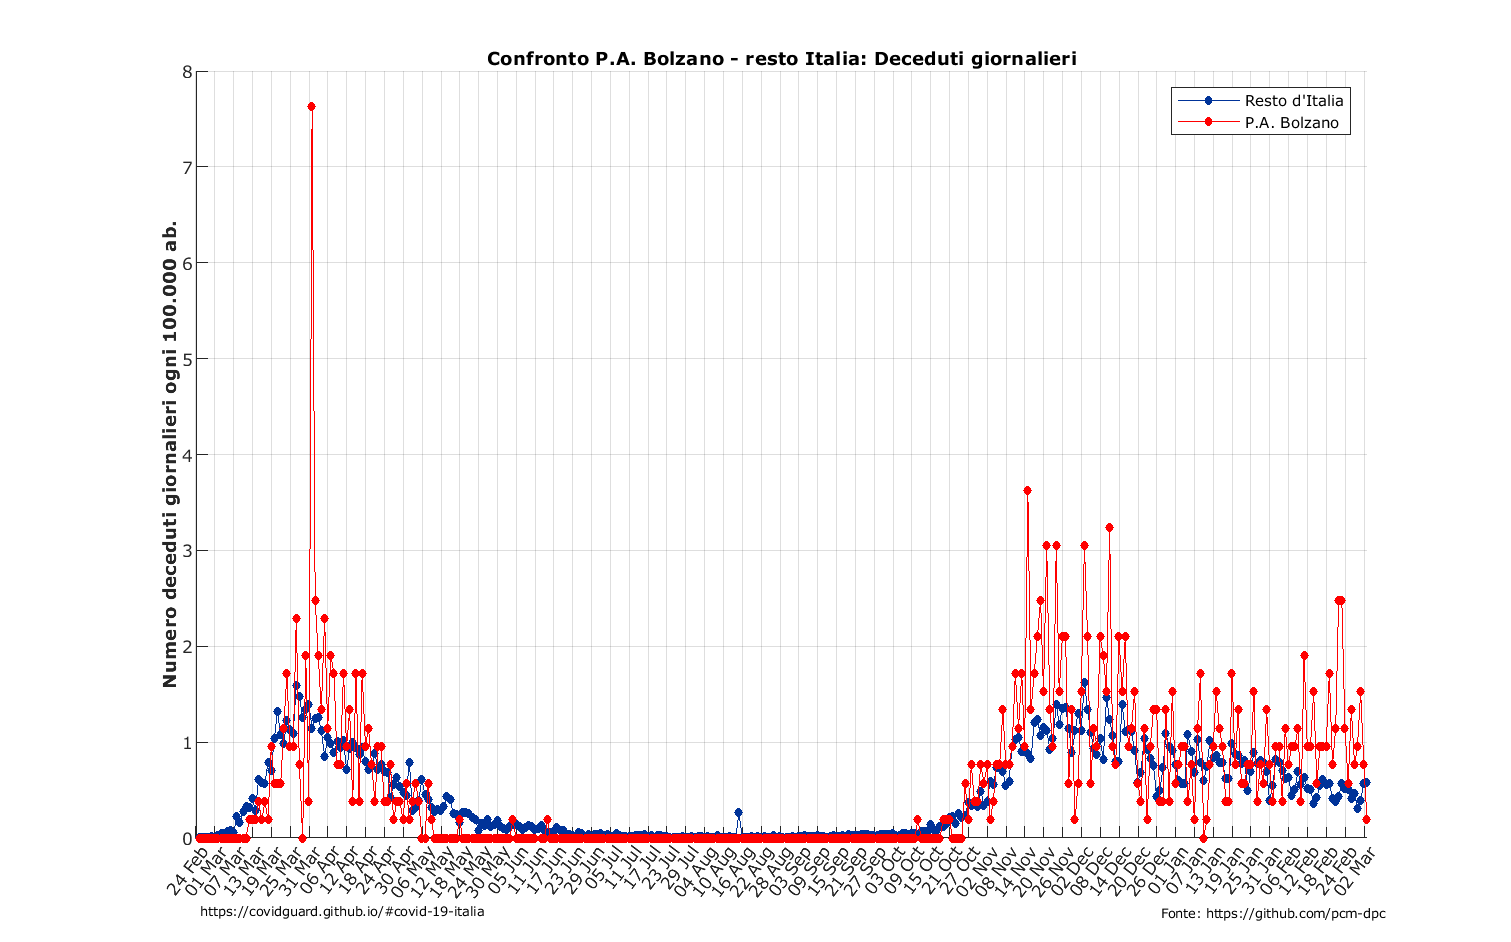 Confronto P.A. Bolzano - resto Italia: Deceduti giornalieri
Resto d'Italia
P.A. Bolzano
Numero deceduti giornalieri ogni 100.000 ab.
8
7
6
5
4
3
2
1
0
24 Feb
01 Mar
07 Mar
13 Mar
19 Mar
25 Mar
31 Mar
06 Apr
12 Apr
18 Apr
24 Apr
30 Apr
06 May
12 May
18 May
24 May
30 May
05 Jun
11 Jun
17 Jun
23 Jun
29 Jun
05 Jul
11 Jul
17 Jul
23 Jul
29 Jul
04 Aug
10 Aug
16 Aug
22 Aug
28 Aug
03 Sep
09 Sep
15 Sep
21 Sep
27 Sep
03 Oct
09 Oct
15 Oct
21 Oct
27 Oct
02 Nov
08 Nov
14 Nov
20 Nov
26 Nov
02 Dec
08 Dec
14 Dec
20 Dec
26 Dec
01 Jan
07 Jan
13 Jan
19 Jan
25 Jan
31 Jan
06 Feb
12 Feb
18 Feb
24 Feb
02 Mar
https://covidguard.github.io/#covid-19-italia
Fonte: https://github.com/pcm-dpc